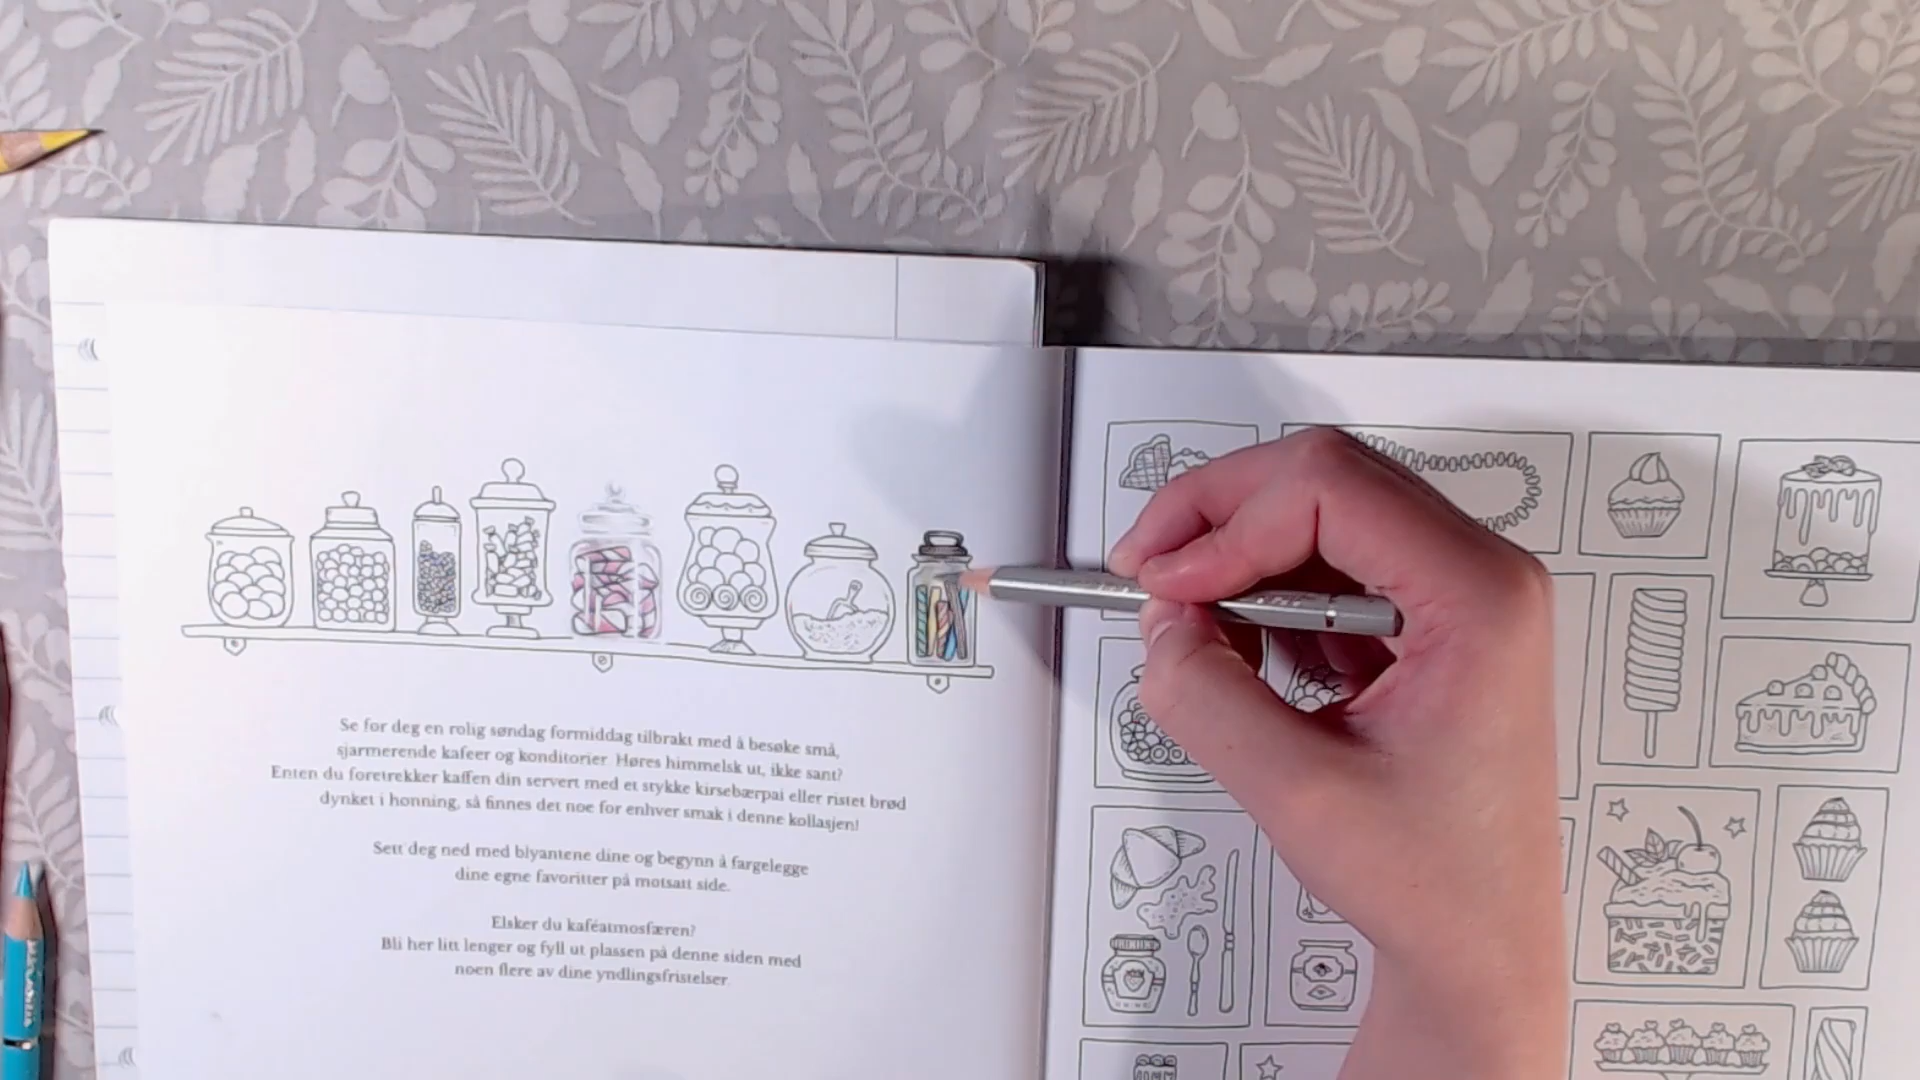 Se for deg en rolig søndag formiddag tilbrakt med å besøke små,
sjarmerende kafeer og konditorier. Høres himmelsk ut, ikke sant?
Enten du foretrekker kaffen din servert med et stykke kirsebærpai eller ristet brød
dynket i honning, så finnes det noe for enhver smak i denne kollasjen!
Sett deg ned med blyantene dine og begynn å fargelegge
dine egne favoritter på motsatt side.
Elsker du kaféatmosfæren?
Bli her litt lenger og fyll ut plassen på denne siden med
noen flere av dine yndlingsfristelser.